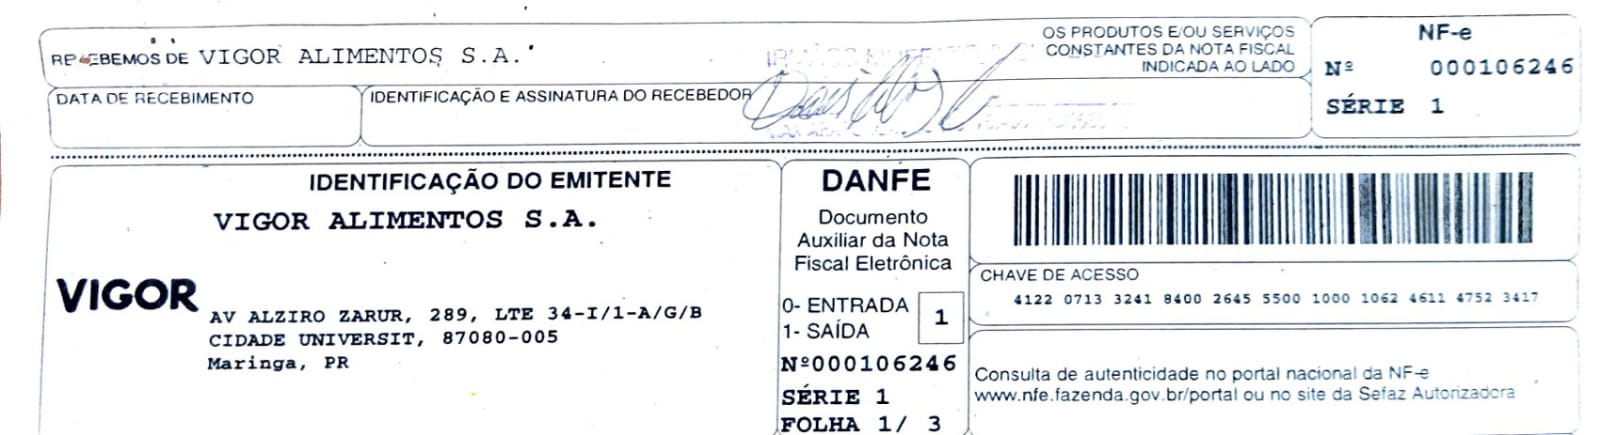 RECEBEMOS DE VIGOR ALIMENTOS S.A.
OS PRODUTOS E/OU SERVIÇOS
CONSTANTES DA NOTA FISCAL
INDICADA AO LADO
NF-e
Nº 000106246
SÉRIE 1
DATA DE RECEBIMENTO
IDENTIFICAÇÃO E ASSINATURA DO RECEBEDOR
IDENTIFICAÇÃO DO EMITENTE
VIGOR ALIMENTOS S.A.
VIGOR
AV ALZIRO ZARUR, 289, LTE 34-I/1-A/G/B
CIDADE UNIVERSIT, 87080-005
Maringa, PR
DANFE
Documento
Auxiliar da Nota
Fiscal Eletrônica
0- ENTRADA
1- SAÍDA
1
Nº000106246
SÉRIE 1
FOLHA 1/ 3
CHAVE DE ACESSO
4122 0713 3241 8400 2645 5500 1000 1062 4611 4752 3417
Consulta de autenticidade no portal nacional da NF-e
www.nfe.fazenda.gov.br/portal ou no site da Sefaz Autorizadora